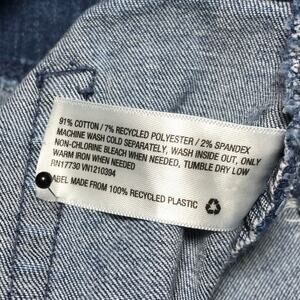 91% COTTON / 7% RECYCLED POLYESTER / 2% SPANDEX
MACHINE WASH COLD SEPARATELY, WASH INSIDE OUT, ONLY
NON-CHLORINE BLEACH WHEN NEEDED, TUMBLE DRY LOW
WARM IRON WHEN NEEDED
RN17730 VN1210394
ABEL MADE FROM 100% RECYCLED PLASTIC